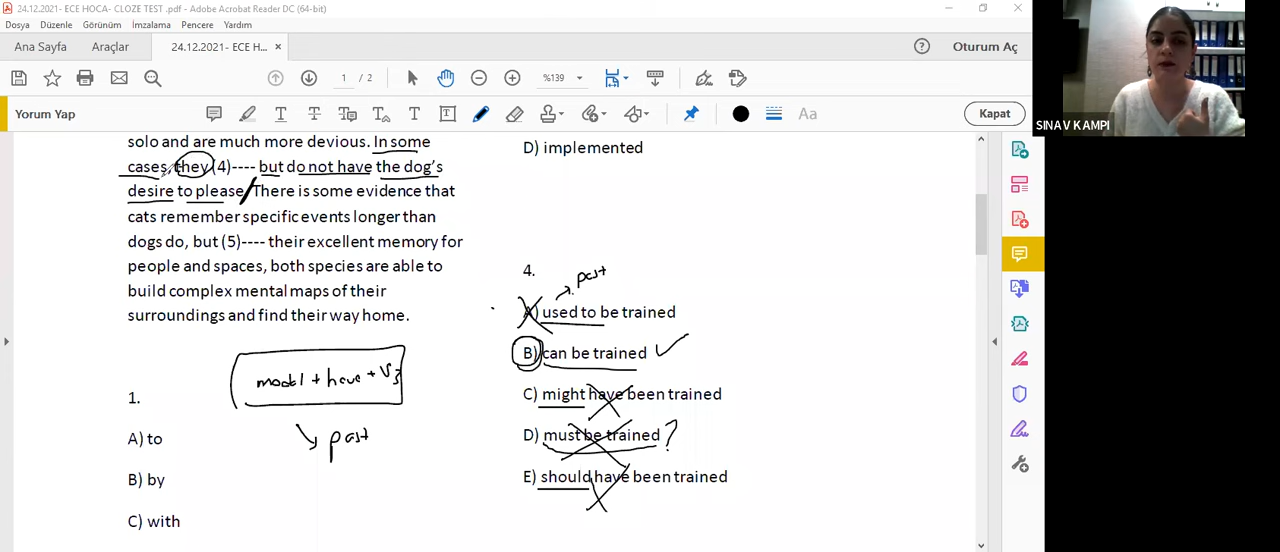 24.12.2021- ECE HOCA- CLOZE TEST .pdf - Adobe Acrobat Reader DC (64-bit)
Dosya Düzenle Görünüm İmzalama Pencere Yardım
Ana Sayfa Araçlar 24.12.2021- ECE H... × Oturum Aç
1 / 2 %139
Yorum Yap Aa Kapat
SINAV KAMPI
solo and are much more devious. In some
cases, they (4)---- but do not have the dog's
desire to please. There is some evidence that
cats remember specific events longer than
dogs do, but (5)---- their excellent memory for
people and spaces, both species are able to
build complex mental maps of their
surroundings and find their way home.
modal + have + V3
past
1.
A) to
B) by
C) with
D) implemented
4.
past
A) used to be trained
B) can be trained
C) might have been trained
D) must be trained ?
E) should have been trained